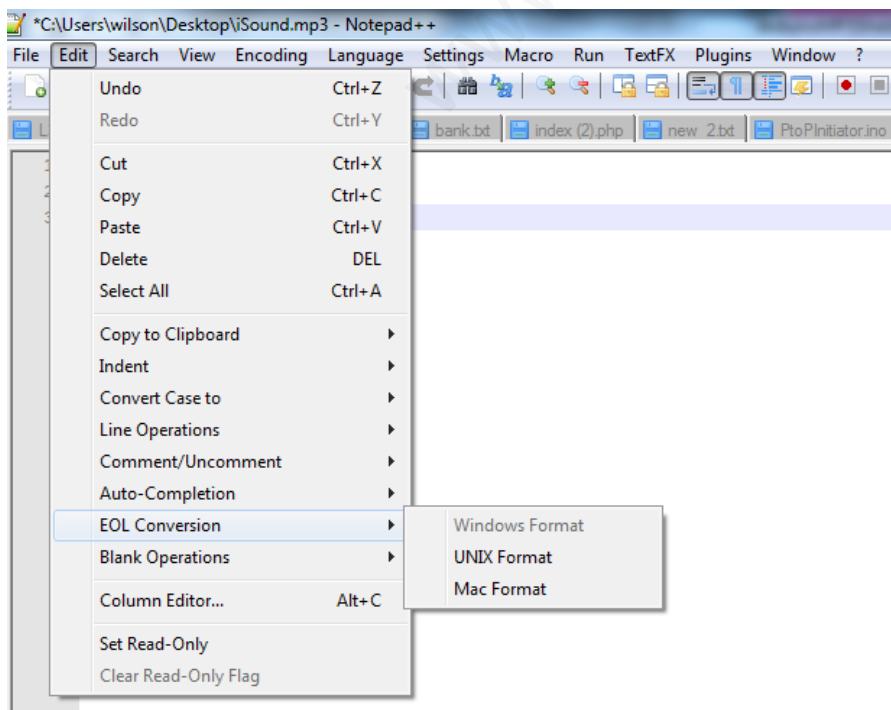 *C:\Users\wilson\Desktop\iSound.mp3 - Notepad++
File Edit Search View Encoding Language Settings Macro Run TextFX Plugins Window ?
bank.txt index (2).php new 2.txt PtoPInitiator.ino
1
2
3
Undo Ctrl+Z
Redo Ctrl+Y
Cut Ctrl+X
Copy Ctrl+C
Paste Ctrl+V
Delete DEL
Select All Ctrl+A
Copy to Clipboard
Indent
Convert Case to
Line Operations
Comment/Uncomment
Auto-Completion
EOL Conversion
Windows Format
Blank Operations
UNIX Format
Mac Format
Column Editor... Alt+C
Set Read-Only
Clear Read-Only Flag